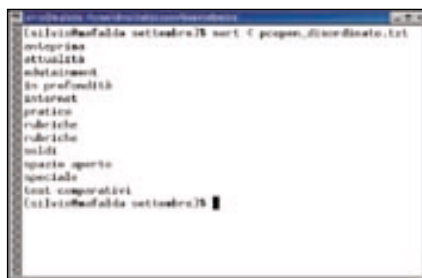 [silvio@mafalda settembre]$ sort < pcopen_disordinato.txt
anteprima
attualità
edutainment
in profondità
internet
pratica
rubriche
rubriche
soldi
spazio aperto
speciale
test comparativi
[silvio@mafalda settembre]$